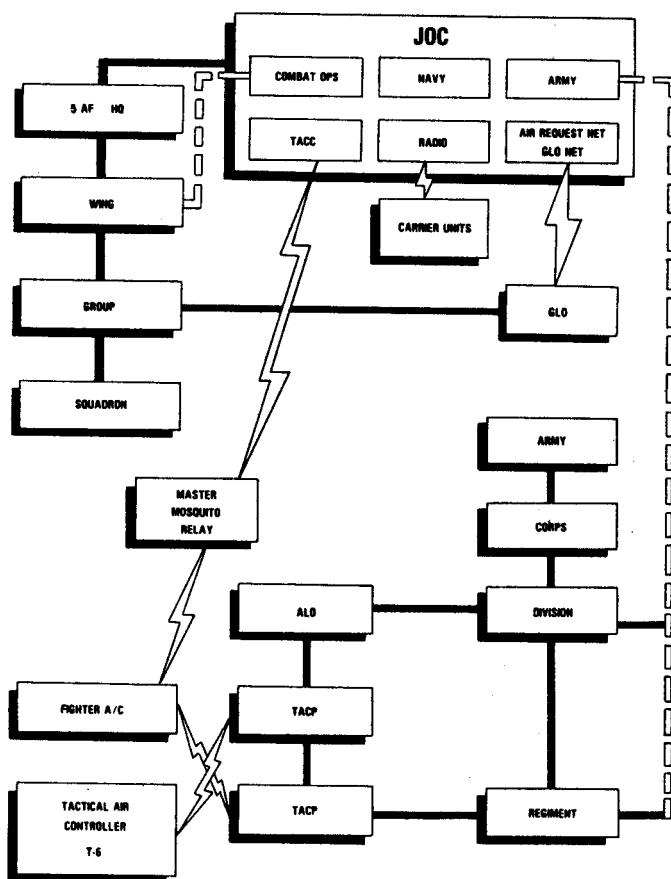 JOC
COMBAT OPS
NAVY
ARMY
5 AF HQ
TACC
RADIO
AIR REQUEST NET
GLO NET
WING
CARRIER UNITS
GROUP
GLO
SQUADRON
ARMY
MASTER
MOSQUITO
RELAY
CORPS
ALO
DIVISION
FIGHTER A/C
TACP
TACTICAL AIR
CONTROLLER
T-6
TACP
REGIMENT